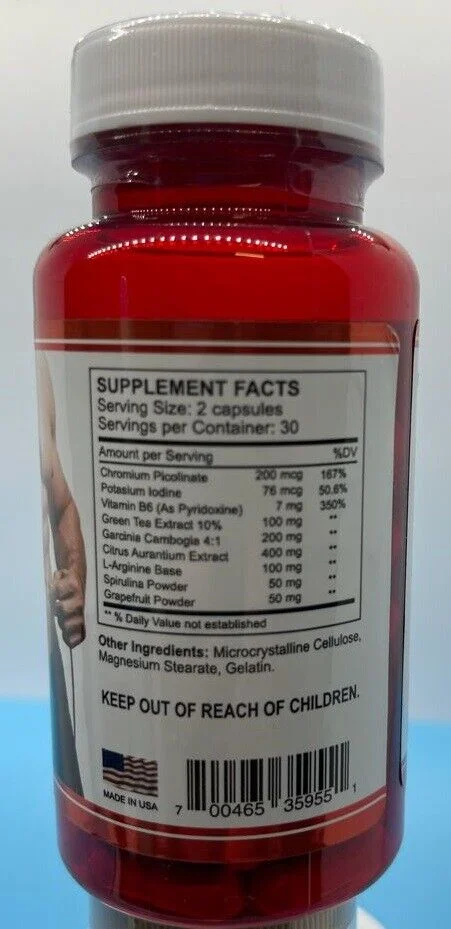 SUPPLEMENT FACTS
Serving Size: 2 capsules
Servings per Container: 30
Amount per Serving %DV
Chromium Picolinate 200 mcg 167%
Potasium Iodine 76 mcg 50.6%
Vitamin B6 (As Pyridoxine) 7 mg 350%
Green Tea Extract 10% 100 mg **
Garcinia Cambogia 4:1 200 mg **
Citrus Aurantium Extract 400 mg **
L-Arginine Base 100 mg **
Spirulina Powder 50 mg **
Grapefruit Powder 50 mg **
** % Daily Value not established
Other Ingredients: Microcrystalline Cellulose,
Magnesium Stearate, Gelatin.
KEEP OUT OF REACH OF CHILDREN.
MADE IN USA
7 00465 35955 1